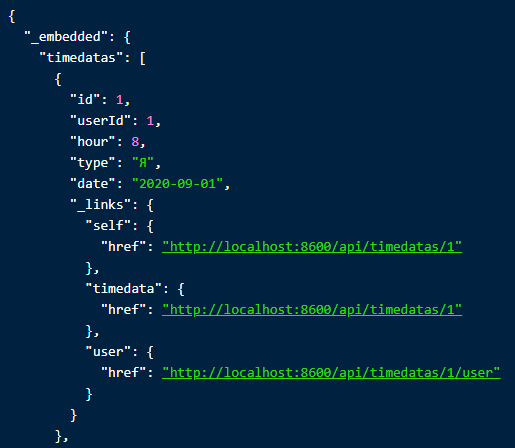 {
"_embedded": {
"timedatas": [
{
"id": 1,
"userId": 1,
"hour": 8,
"type": "Я",
"date": "2020-09-01",
"_links": {
"self": {
"href": "http://localhost:8600/api/timedatas/1"
},
"timedata": {
"href": "http://localhost:8600/api/timedatas/1"
},
"user": {
"href": "http://localhost:8600/api/timedatas/1/user"
}
}
},